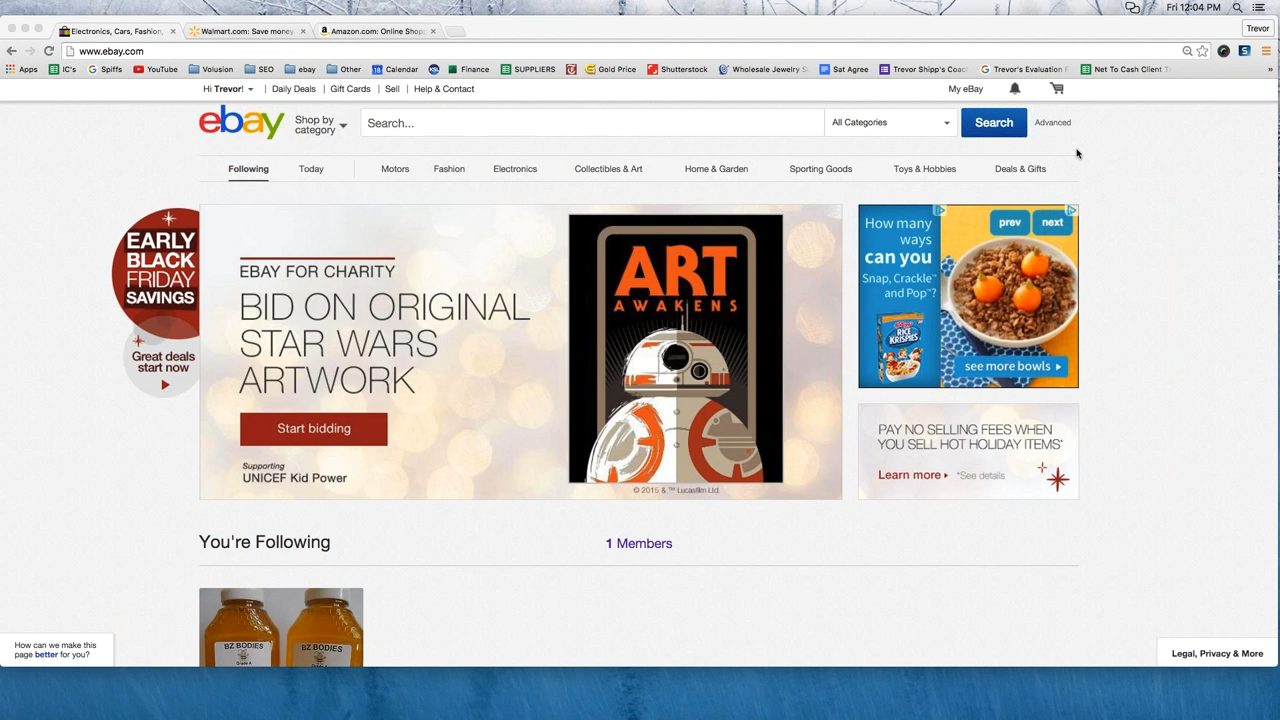 Fri 12:04 PM
Electronics, Cars, Fashion,
Walmart.com: Save money.
Amazon.com: Online Shop
Trevor
www.ebay.com
Apps
IC's
Spiffs
YouTube
Volusion
SEO
ebay
Other
Calendar
Finance
SUPPLIERS
Gold Price
Shutterstock
Wholesale Jewelry S
Sat Agree
Trevor Shipp's Coac
Trevor's Evaluation F
Net To Cash Client T
»
Hi Trevor!
Daily Deals
Gift Cards
Sell
Help & Contact
My eBay
ebay
Shop by
category
Search...
All Categories
Search
Advanced
Following
Today
Motors
Fashion
Electronics
Collectibles & Art
Home & Garden
Sporting Goods
Toys & Hobbies
Deals & Gifts
EARLY
BLACK
FRIDAY
SAVINGS
Great deals
start now
EBAY FOR CHARITY
BID ON ORIGINAL
STAR WARS
ARTWORK
Start bidding
Supporting
UNICEF Kid Power
ART
AWAKENS
© 2015 & ™ Lucasfilm Ltd.
How many
ways
can you
Snap, Crackle™
and Pop™?
Kellogg's
RICE
KRISPIES
prev
next
see more bowls
PAY NO SELLING FEES WHEN
YOU SELL HOT HOLIDAY ITEMS*
Learn more
*See details
You're Following
1 Members
BZ BODIES
BZ BODIES
How can we make this
page better for you?
Legal, Privacy & More